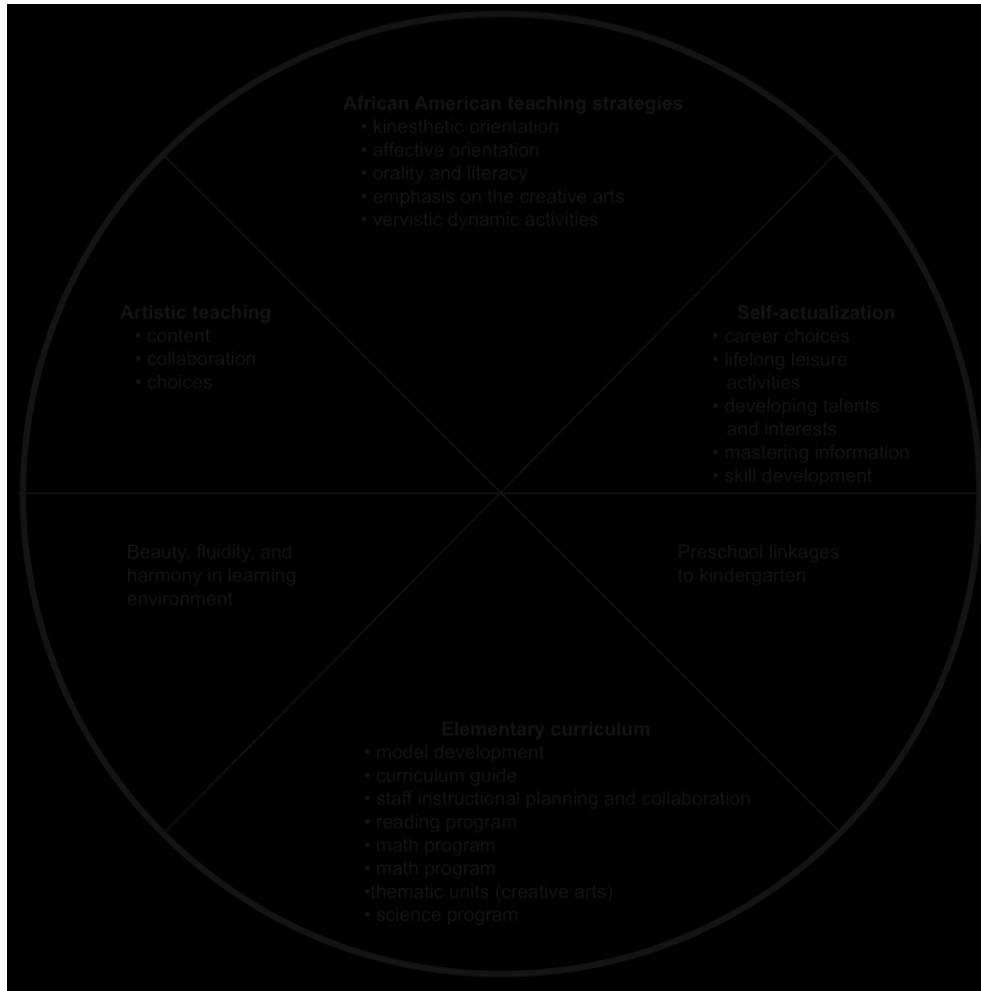 African American teaching strategies
• kinesthetic orientation
• affective orientation
• orality and literacy
• emphasis on the creative arts
• vervistic dynamic activities
Artistic teaching
• content
• collaboration
• choices
Self-actualization
• career choices
• lifelong leisure
activities
• developing talents
and interests
• mastering information
• skill development
Beauty, fluidity, and
harmony in learning
environment
Preschool linkages
to kindergarten
Elementary curriculum
• model development
• curriculum guide
• staff instructional planning and collaboration
• reading program
• math program
• math program
•thematic units (creative arts)
• science program